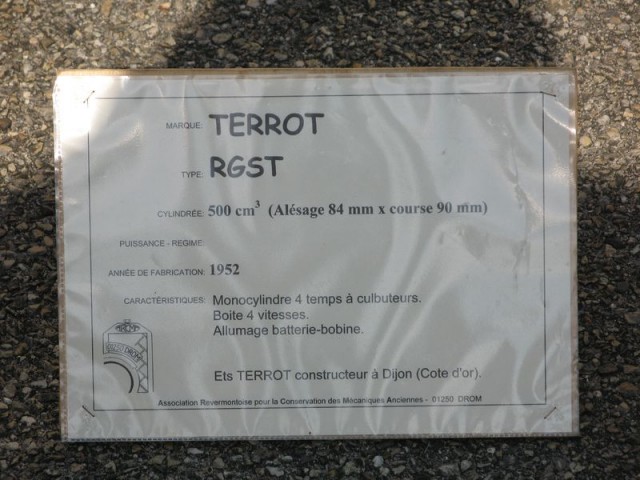 MARQUE: TERROT
TYPE: RGST
CYLINDRÉE: 500 cm³ (Alésage 84 mm x course 90 mm)
PUISSANCE - REGIME:
ANNÉE DE FABRICATION: 1952
CARACTÉRISTIQUES: Monocylindre 4 temps à culbuteurs.
Boite 4 vitesses.
Allumage batterie-bobine.
Ets TERROT constructeur à Dijon (Cote d'or).
Association Revermontoise pour la Conservation des Mécaniques Anciennes - 01250 DROM